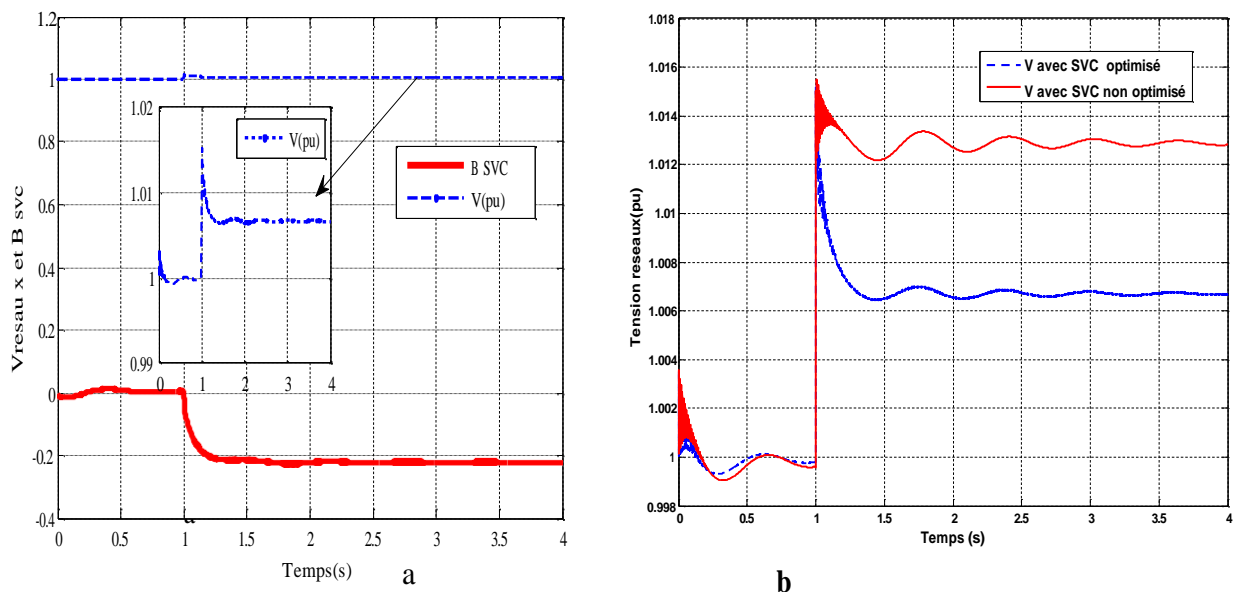 Vresau x et B svc
1.2
1
0.8
0.6
0.4
0.2
0
-0.2
-0.4
1.02
1.01
1
0.99
0 1 2 3 4
V(pu)
B SVC
V(pu)
0 0.5 1 1.5 2 2.5 3 3.5 4
Temps(s)
a
Tension reseaux(pu)
1.018
1.016
1.014
1.012
1.01
1.008
1.006
1.004
1.002
1
0.998
V avec SVC optimisé
V avec SVC non optimisé
0 0.5 1 1.5 2 2.5 3 3.5 4
Temps (s)
b